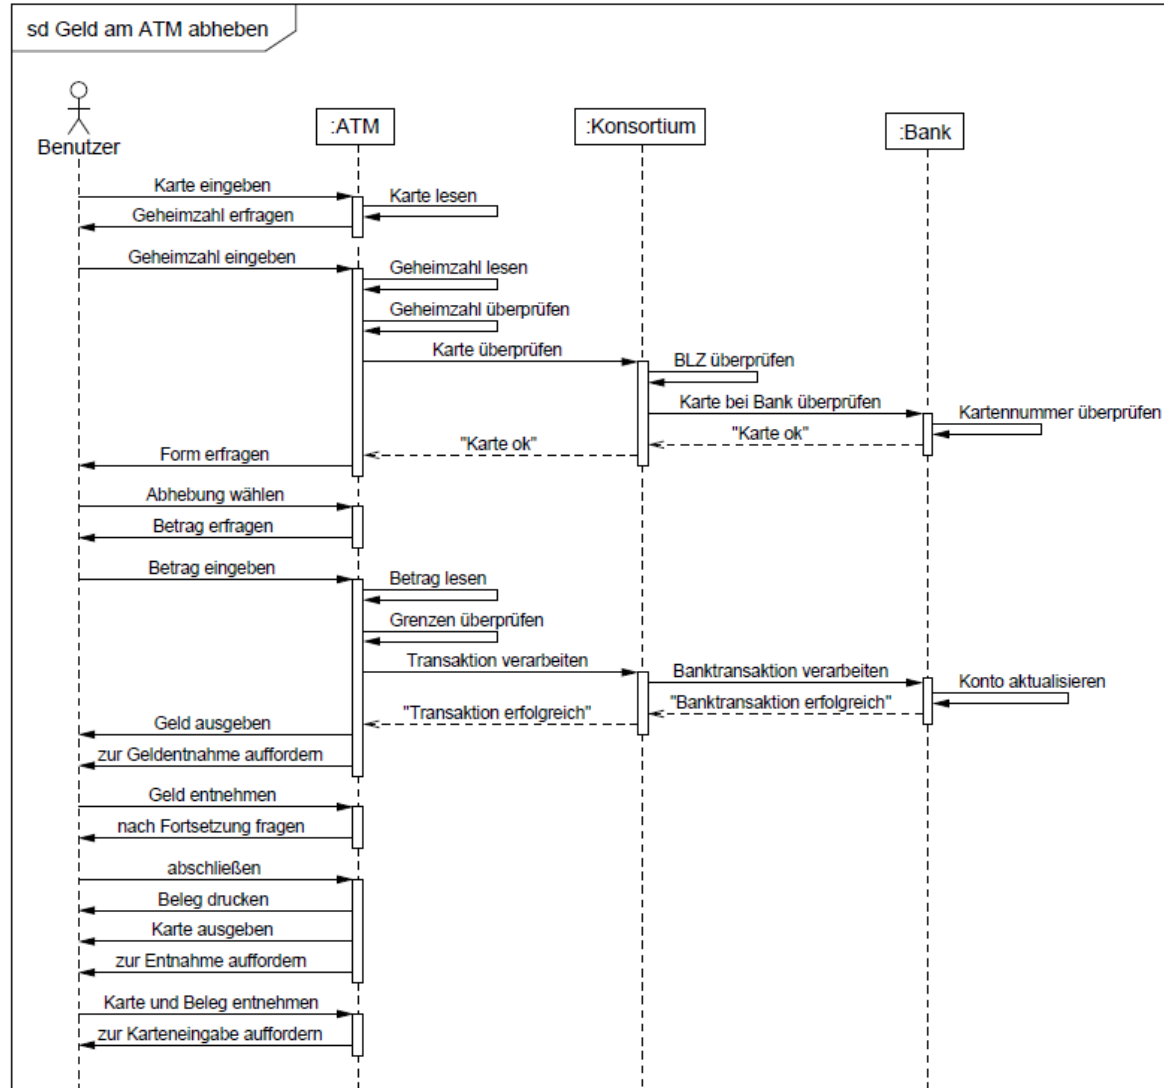 sd Geld am ATM abheben
Benutzer
:ATM
:Konsortium
:Bank
Karte eingeben
Karte lesen
Geheimzahl erfragen
Geheimzahl eingeben
Geheimzahl lesen
Geheimzahl überprüfen
Karte überprüfen
BLZ überprüfen
Karte bei Bank überprüfen
Kartennummer überprüfen
"Karte ok"
"Karte ok"
Form erfragen
Abhebung wählen
Betrag erfragen
Betrag eingeben
Betrag lesen
Grenzen überprüfen
Transaktion verarbeiten
Banktransaktion verarbeiten
Konto aktualisieren
"Banktransaktion erfolgreich"
"Transaktion erfolgreich"
Geld ausgeben
zur Geldentnahme auffordern
Geld entnehmen
nach Fortsetzung fragen
abschließen
Beleg drucken
Karte ausgeben
zur Entnahme auffordern
Karte und Beleg entnehmen
zur Karteneingabe auffordern